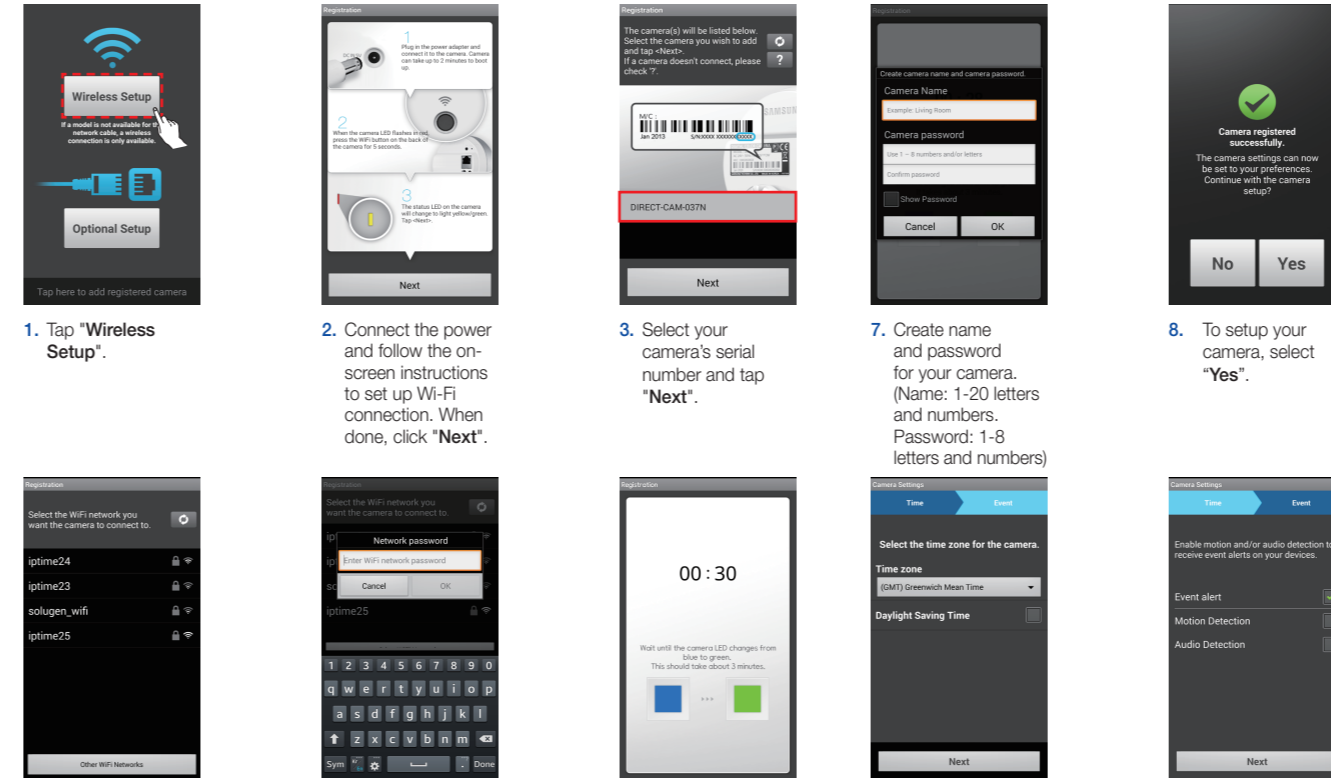 Wireless Setup
If a model is not available for the
network cable, a wireless
connection is only available.
Optional Setup
Tap here to add registered camera
1. Tap "Wireless
Setup".
Registration
1
Plug in the power adapter and
connect it to the camera. Camera
can take up to 2 minutes to boot
up.
2
When the camera LED flashes in red,
press the WiFi button on the back of
the camera for 5 seconds.
3
The status LED on the camera
will change to light yellow/green.
Tap <Next>.
Next
2. Connect the power
and follow the on-
screen instructions
to set up Wi-Fi
connection. When
done, click "Next".
Registration
The camera(s) will be listed below.
Select the camera you wish to add
and tap <Next>.
If a camera doesn't connect, please
check '?'.
?
M/C :
Jan 2013
DIRECT-CAM-037N
Next
3. Select your
camera's serial
number and tap
"Next".
Registration
Create camera name and camera password.
Camera Name
Example: Living Room
Camera password
Use 1 ~ 8 numbers and/or letters
Confirm password
Show Password
Cancel OK
7. Create name
and password
for your camera.
(Name: 1-20 letters
and numbers.
Password: 1-8
letters and numbers)
Camera registered
successfully.
The camera settings can now
be set to your preferences.
Continue with the camera
setup?
No Yes
8. To setup your
camera, select
“Yes”.
Registration
Select the WiFi network you
want the camera to connect to.
iptime24
iptime23
solugen_wifi
iptime25
Other WiFi Networks
Registration
Select the WiFi network you
want the camera to connect to.
Network password
Enter WiFi network password
Cancel OK
iptime25
1 2 3 4 5 6 7 8 9 0
q w e r t y u i o p
a s d f g h j k l
z x c v b n m
Sym . Done
Registration
00 : 30
Wait until the camera LED changes from
blue to green.
This should take about 3 minutes.
Camera Settings
Time Event
Select the time zone for the camera.
Time zone
(GMT) Greenwich Mean Time
Daylight Saving Time
Next
Camera Settings
Time Event
Enable motion and/or audio detection to
receive event alerts on your devices.
Event alert
Motion Detection
Audio Detection
Next